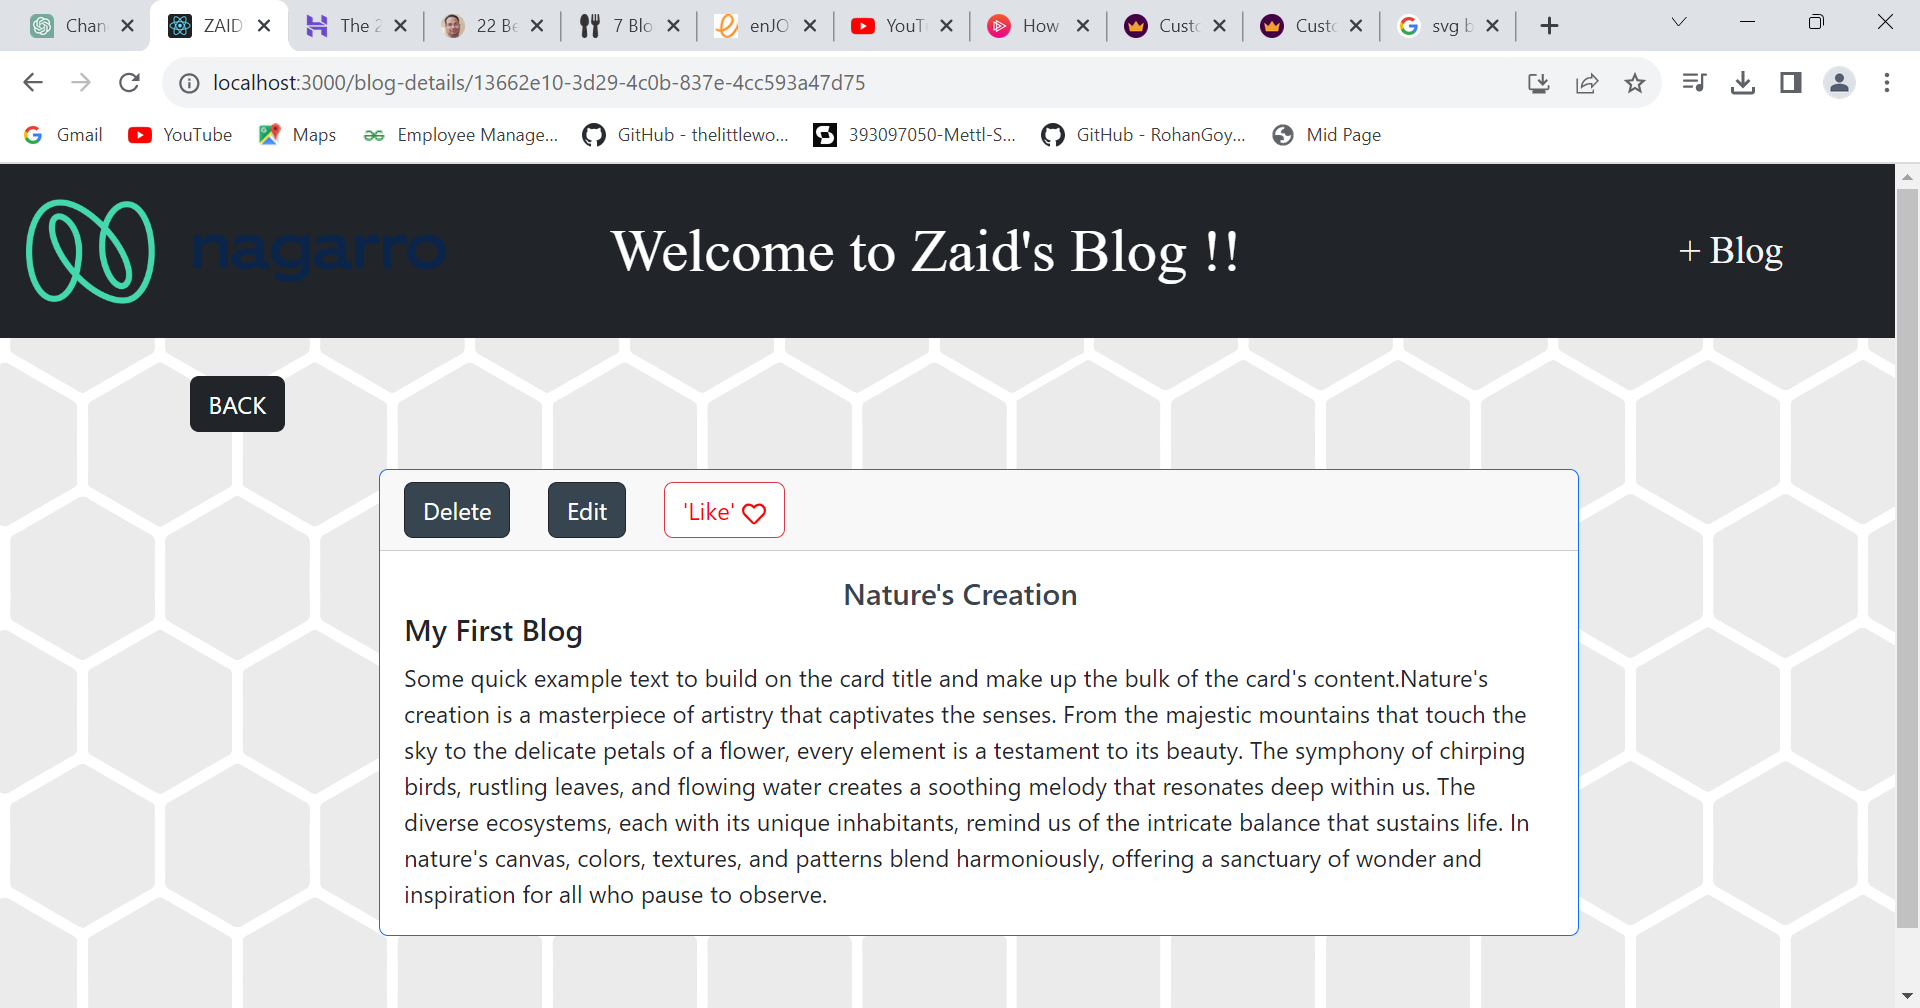 Chan
ZAID
The 2
22 Be
7 Blo
enJO
YouT
How
Custo
Custo
svg b
localhost:3000/blog-details/13662e10-3d29-4c0b-837e-4cc593a47d75
Gmail
YouTube
Maps
Employee Manage...
GitHub - thelittlewo...
393097050-Mettl-S...
GitHub - RohanGoy...
Mid Page
nagarro
Welcome to Zaid's Blog !!
+ Blog
BACK
Delete
Edit
'Like'
Nature's Creation
My First Blog
Some quick example text to build on the card title and make up the bulk of the card's content.Nature's
creation is a masterpiece of artistry that captivates the senses. From the majestic mountains that touch the
sky to the delicate petals of a flower, every element is a testament to its beauty. The symphony of chirping
birds, rustling leaves, and flowing water creates a soothing melody that resonates deep within us. The
diverse ecosystems, each with its unique inhabitants, remind us of the intricate balance that sustains life. In
nature's canvas, colors, textures, and patterns blend harmoniously, offering a sanctuary of wonder and
inspiration for all who pause to observe.